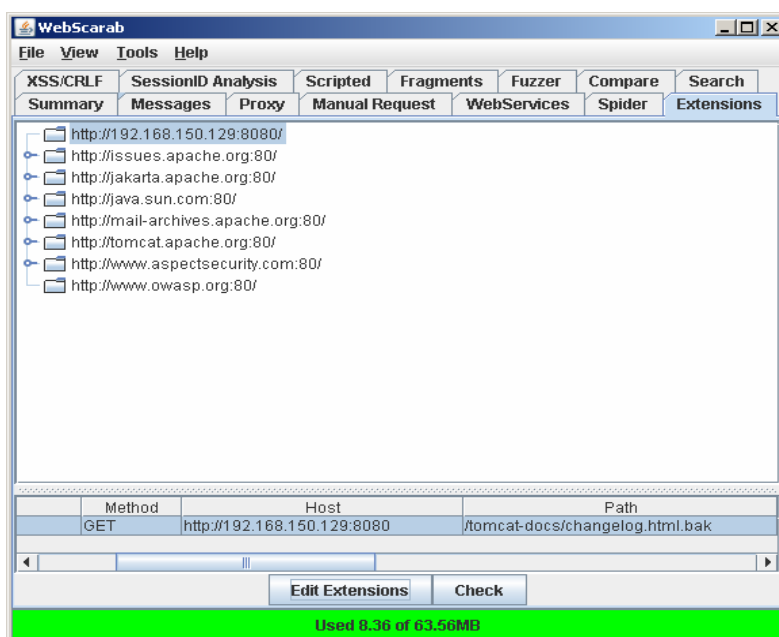 WebScarab
File View Tools Help
XSS/CRLF SessionID Analysis Scripted Fragments Fuzzer Compare Search
Summary Messages Proxy Manual Request WebServices Spider Extensions
http://192.168.150.129:8080/
http://issues.apache.org:80/
http://jakarta.apache.org:80/
http://java.sun.com:80/
http://mail-archives.apache.org:80/
http://tomcat.apache.org:80/
http://www.aspectsecurity.com:80/
http://www.owasp.org:80/
Method Host Path
GET http://192.168.150.129:8080 /tomcat-docs/changelog.html.bak
Edit Extensions Check
Used 8.36 of 63.56MB